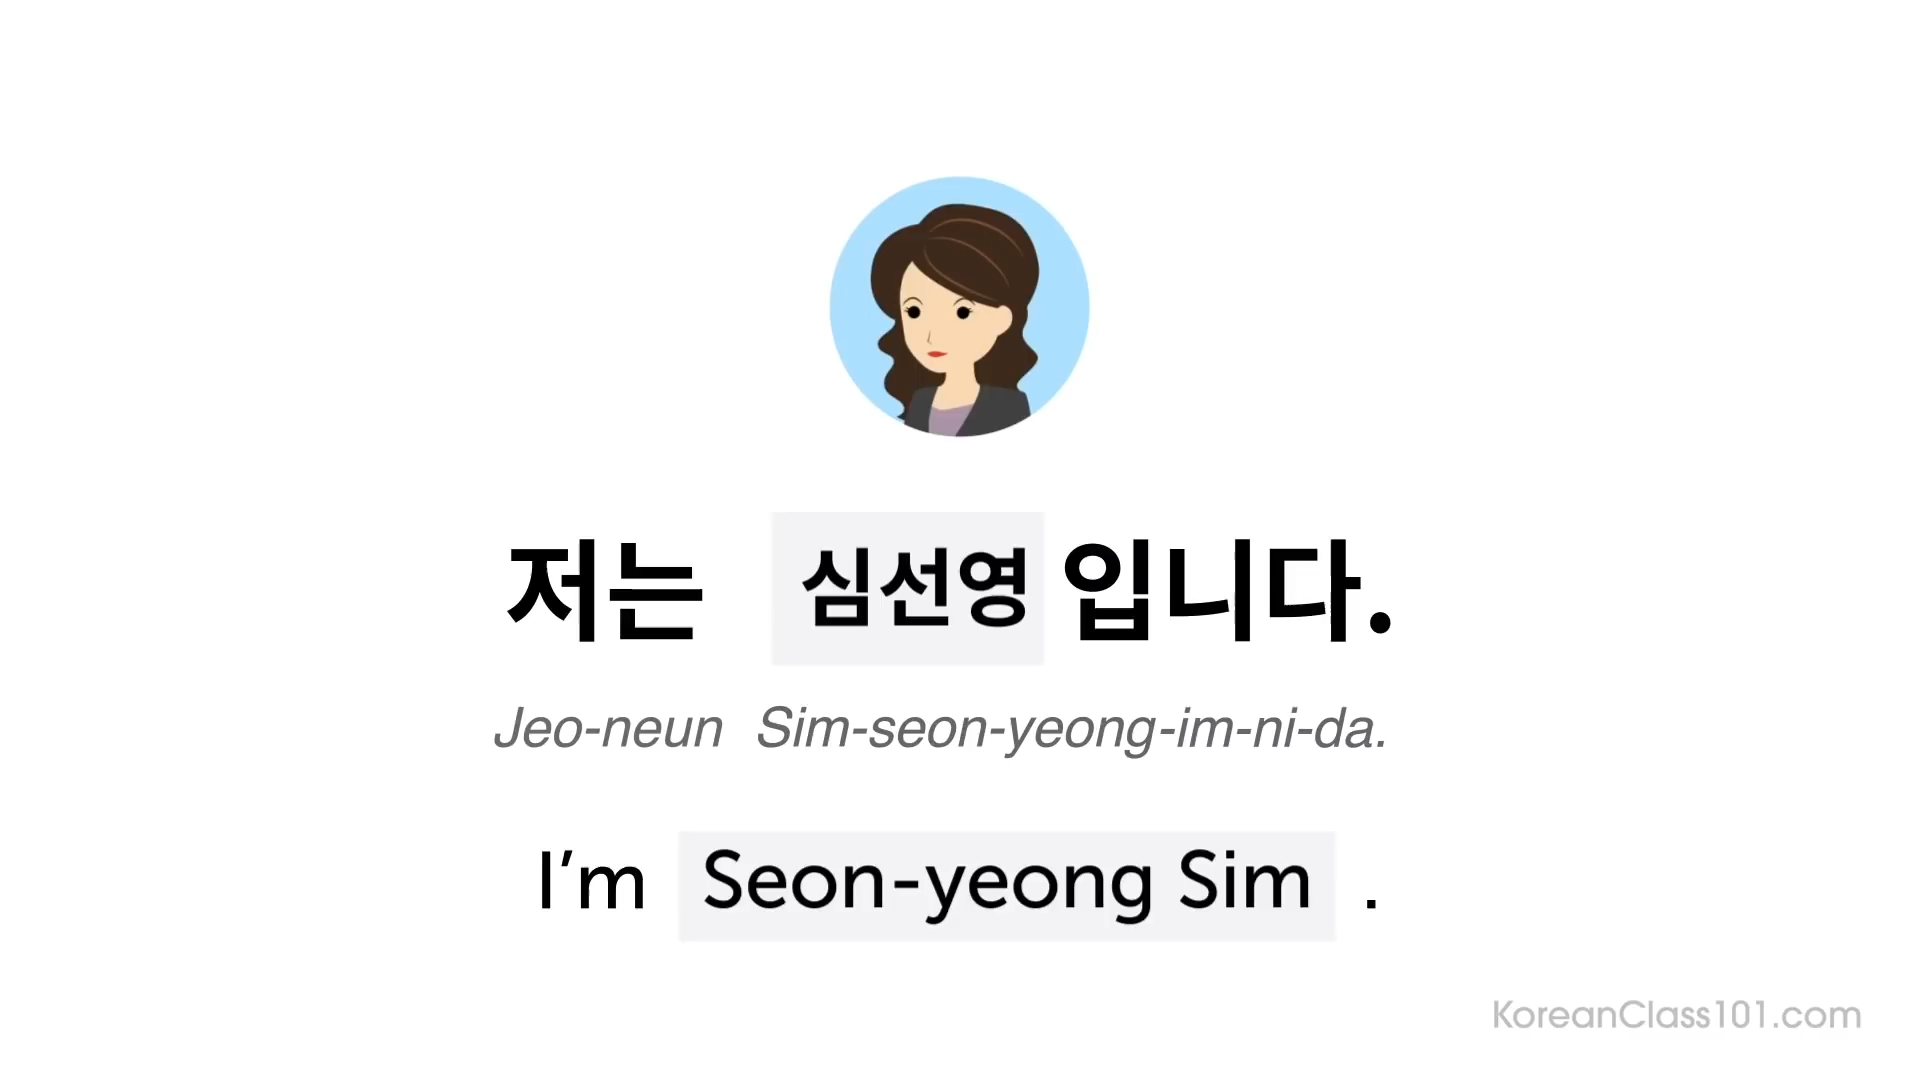 저는 심선영 입니다.
Jeo-neun Sim-seon-yeong-im-ni-da.
I’m Seon-yeong Sim .
KoreanClass101.com